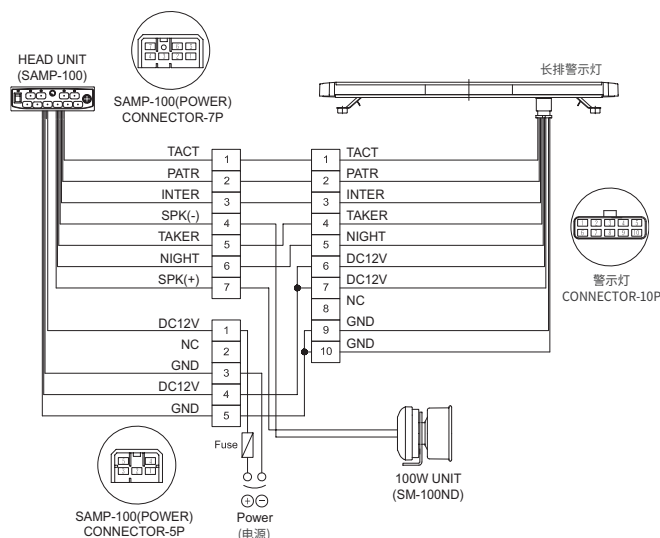 HEAD UNIT
(SAMP-100)
SAMP-100(POWER)
CONNECTOR-7P
长排警示灯
TACT 1 1 TACT
PATR 2 2 PATR
INTER 3 3 INTER
SPK(-) 4 4 TAKER
TAKER 5 5 NIGHT
NIGHT 6 6 DC12V
SPK(+) 7 7 DC12V
8 NC
9 GND
10 GND
警示灯
CONNECTOR-10P
DC12V 1
NC 2
GND 3
DC12V 4
GND 5
Fuse
Power
(电源)
SAMP-100(POWER)
CONNECTOR-5P
100W UNIT
(SM-100ND)